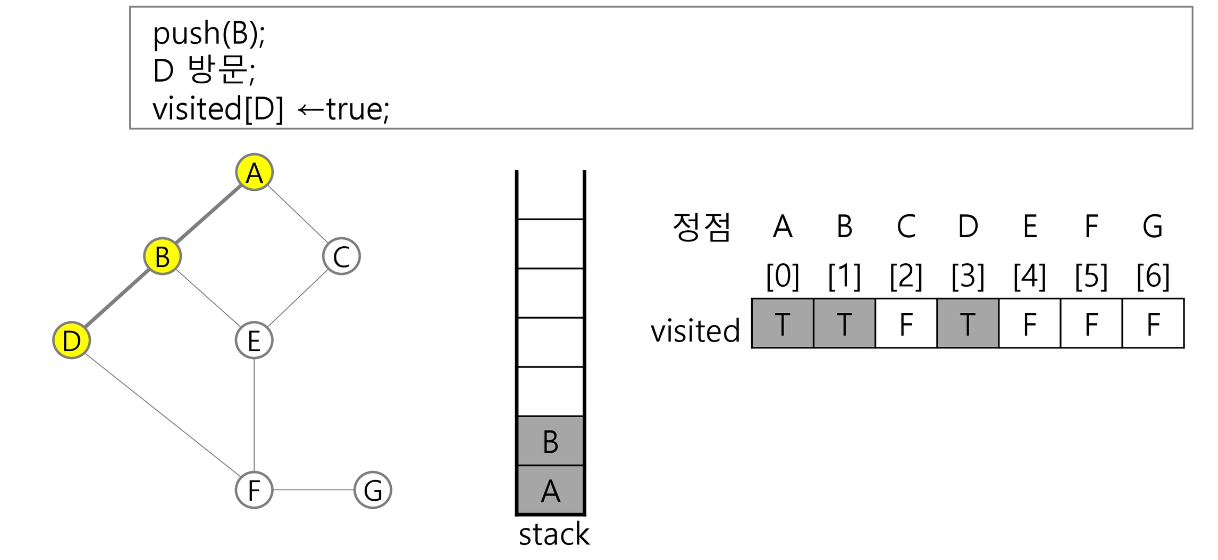 push(B);
D 방문;
visited[D] ←true;
A
B
C
D
E
F
G
B
A
stack
정점 A B C D E F G
[0] [1] [2] [3] [4] [5] [6]
visited T T F T F F F